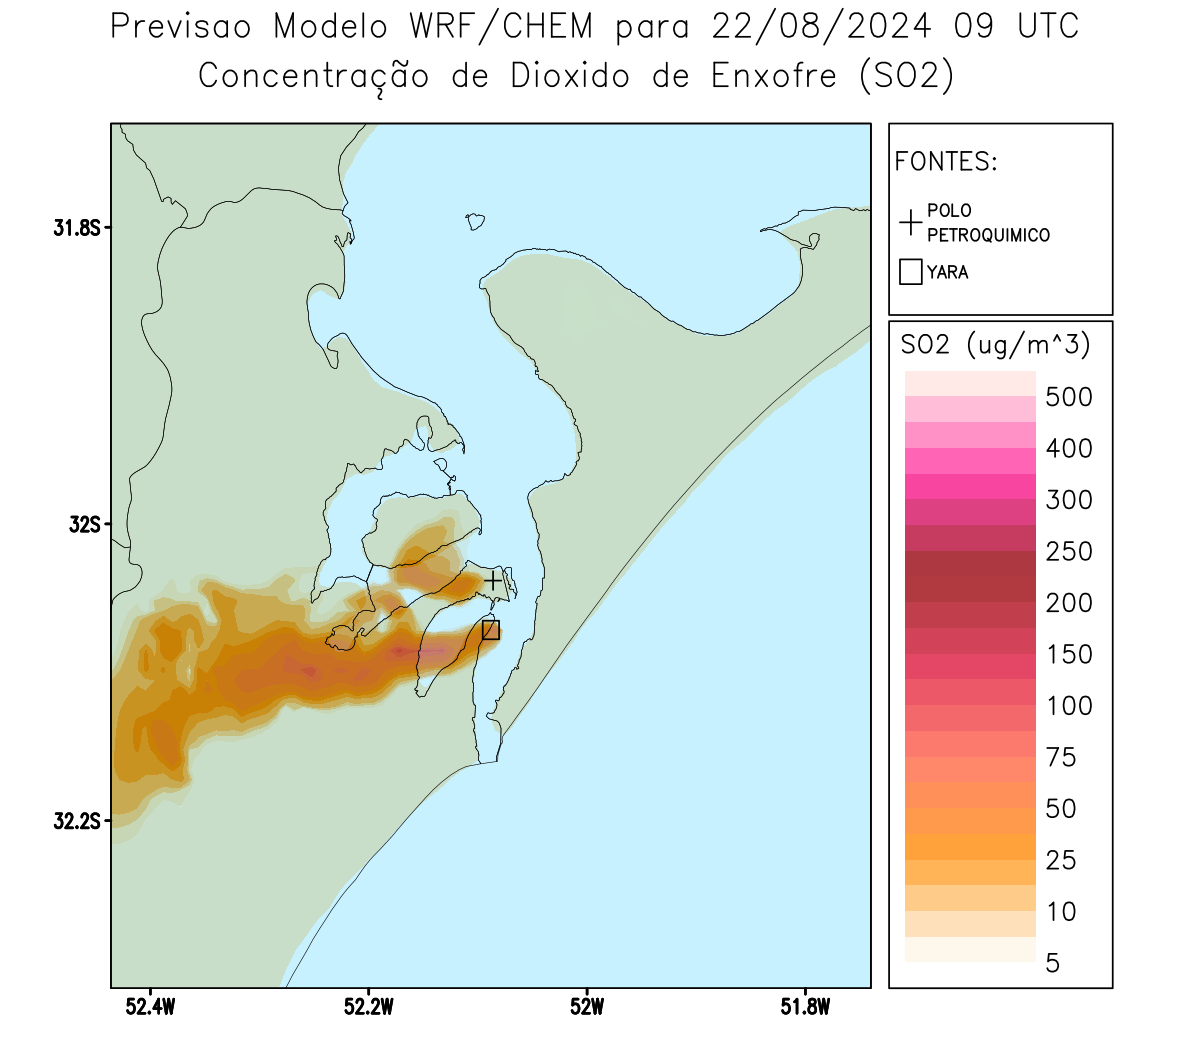 Previsao Modelo WRF/CHEM para 22/08/2024 09 UTC
Concentração de Dioxido de Enxofre (SO2)
FONTES:
POLO
PETROQUIMICO
YARA
SO2 (ug/m^3)
500
400
300
250
200
150
100
75
50
25
10
5
31.8S
32S
32.2S
52.4W 52.2W 52W 51.8W